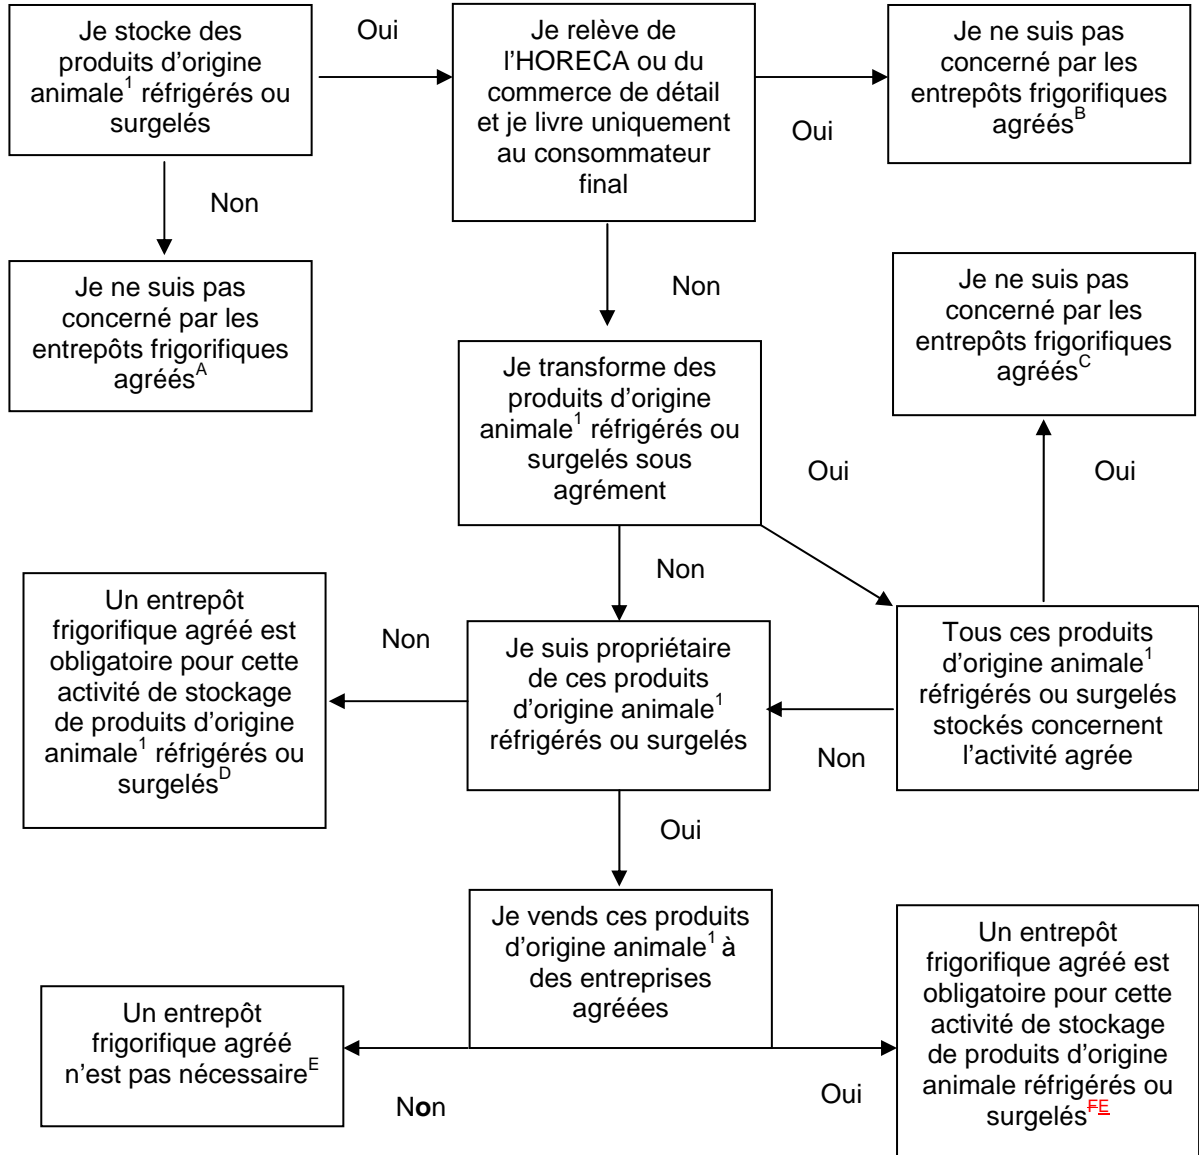 Je stocke des
produits d'origine
animale¹ réfrigérés ou
surgelés
Oui
Je relève de
l'HORECA ou du
commerce de détail
et je livre uniquement
au consommateur
final
Oui
Je ne suis pas
concerné par les
entrepôts frigorifiques
agréés^B
Non
Je ne suis pas
concerné par les
entrepôts frigorifiques
agréés^A
Non
Je ne suis pas
concerné par les
entrepôts frigorifiques
agréés^C
Je transforme des
produits d'origine
animale¹ réfrigérés ou
surgelés sous
agrément
Oui
Oui
Non
Un entrepôt
frigorifique agréé est
obligatoire pour cette
activité de stockage
de produits d'origine
animale¹ réfrigérés ou
surgelés^D
Non
Je suis propriétaire
de ces produits
d'origine animale¹
réfrigérés ou surgelés
Non
Tous ces produits
d'origine animale¹
réfrigérés ou surgelés
stockés concernent
l'activité agrée
Oui
Je vends ces produits
d'origine animale¹ à
des entreprises
agréées
Un entrepôt
frigorifique agréé
n'est pas nécessaire^E
Non
Oui
Un entrepôt
frigorifique agréé est
obligatoire pour cette
activité de stockage
de produits d'origine
animale réfrigérés ou
surgelés^FE